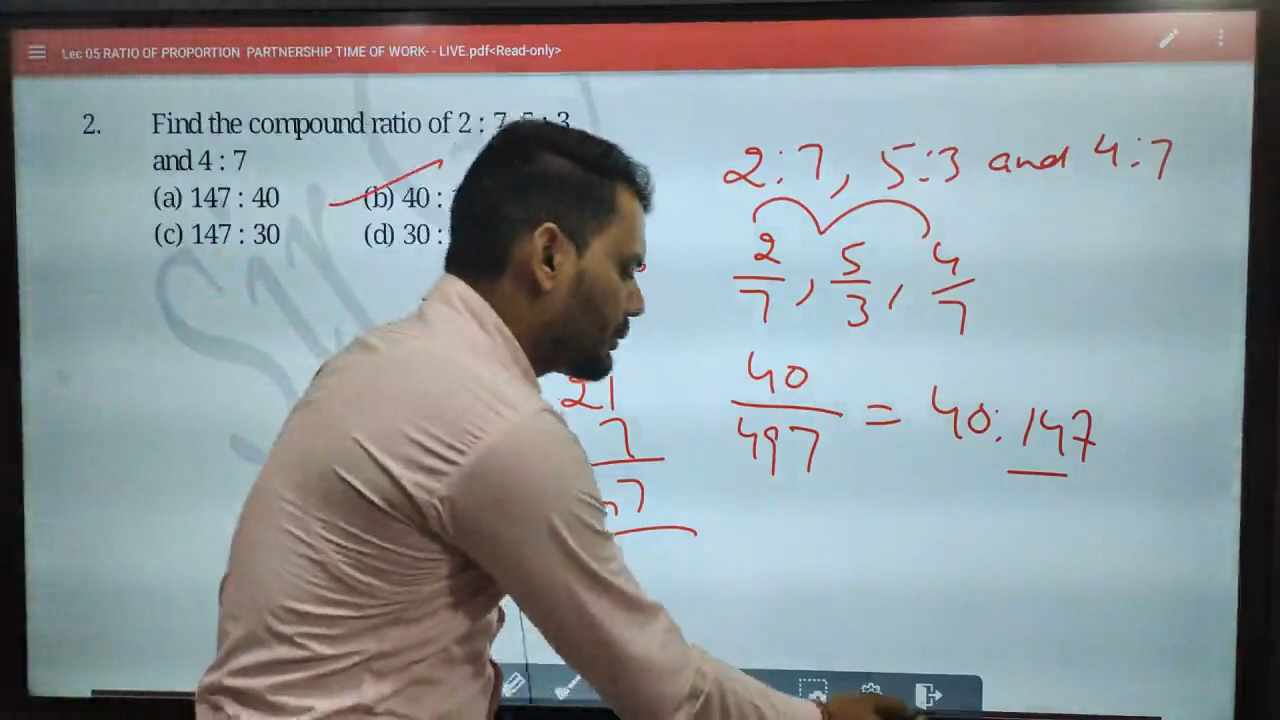 Lec 05 RATIO OF PROPORTION PARTNERSHIP TIME OF WORK-- LIVE.pdf<Read-only>
2. Find the compound ratio of 2 : 7, 5 : 3
and 4 : 7
(a) 147 : 40 (b) 40 :
(c) 147 : 30 (d) 30 :
2:7, 5:3 and 4:7
2/7, 5/3, 4/7
40/497 = 40:147
21
7
7